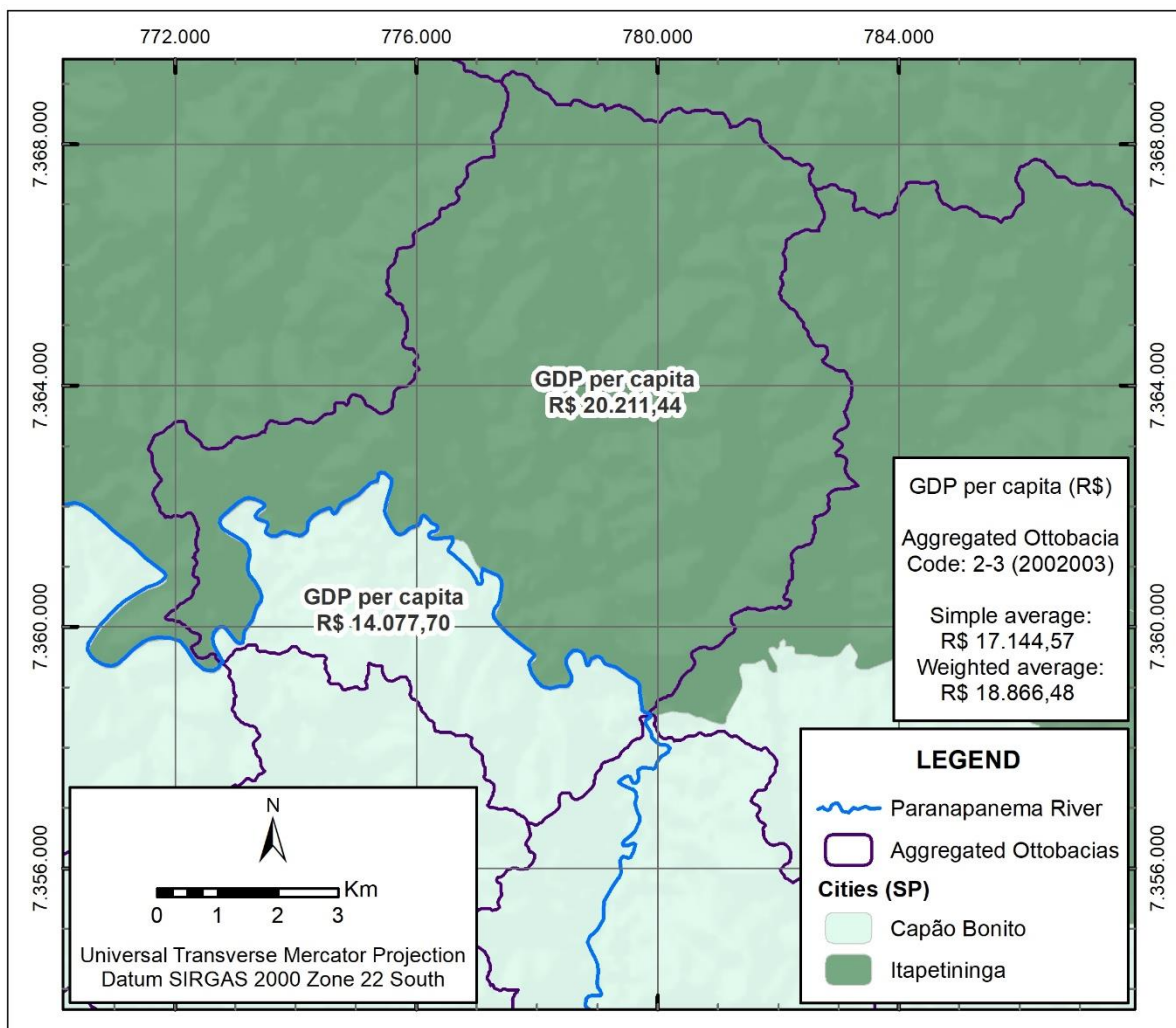 772.000
776.000
780.000
784.000
7.368.000
7.368.000
7.364.000
7.364.000
7.360.000
7.360.000
7.356.000
7.356.000
GDP per capita
R$ 20.211,44
GDP per capita
R$ 14.077,70
GDP per capita (R$)
Aggregated Ottobacia
Code: 2-3 (2002003)
Simple average:
R$ 17.144,57
Weighted average:
R$ 18.866,48
LEGEND
Paranapanema River
Aggregated Ottobacias
Cities (SP)
Capão Bonito
Itapetininga
N
Km
0 1 2 3
Universal Transverse Mercator Projection
Datum SIRGAS 2000 Zone 22 South